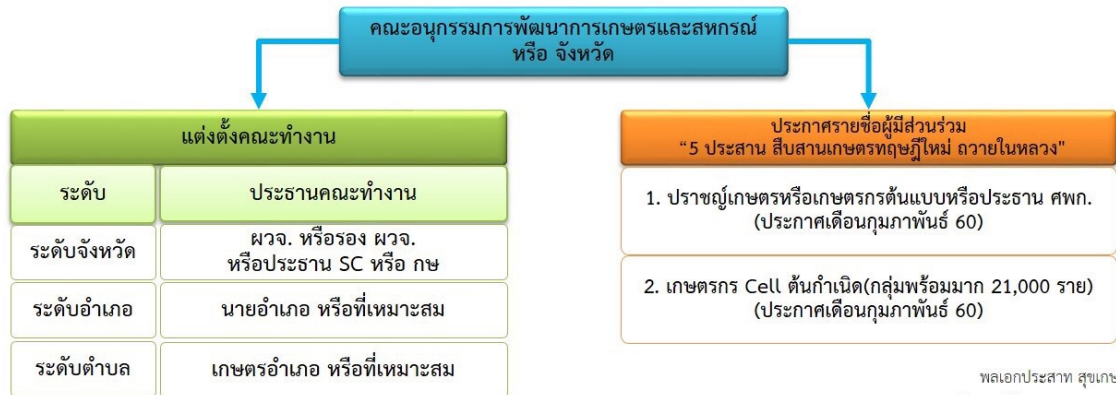 คณะอนุกรรมการพัฒนาการเกษตรและสหกรณ์
หรือ จังหวัด
แต่งตั้งคณะทำงาน
ระดับ ประธานคณะทำงาน
ระดับจังหวัด ผวจ. หรือรอง ผวจ.
หรือประธาน SC หรือ กษ
ระดับอำเภอ นายอำเภอ หรือที่เหมาะสม
ระดับตำบล เกษตรอำเภอ หรือที่เหมาะสม
ประกาศรายชื่อผู้มีส่วนร่วม
“5 ประสาน สืบสานเกษตรทฤษฎีใหม่ ถวายในหลวง"
1. ปราชญ์เกษตรหรือเกษตรกรต้นแบบหรือประธาน ศพก.
(ประกาศเดือนกุมภาพันธ์ 60)
2. เกษตรกร Cell ต้นกำเนิด(กลุ่มพร้อมมาก 21,000 ราย)
(ประกาศเดือนกุมภาพันธ์ 60)
พลเอกประสาท